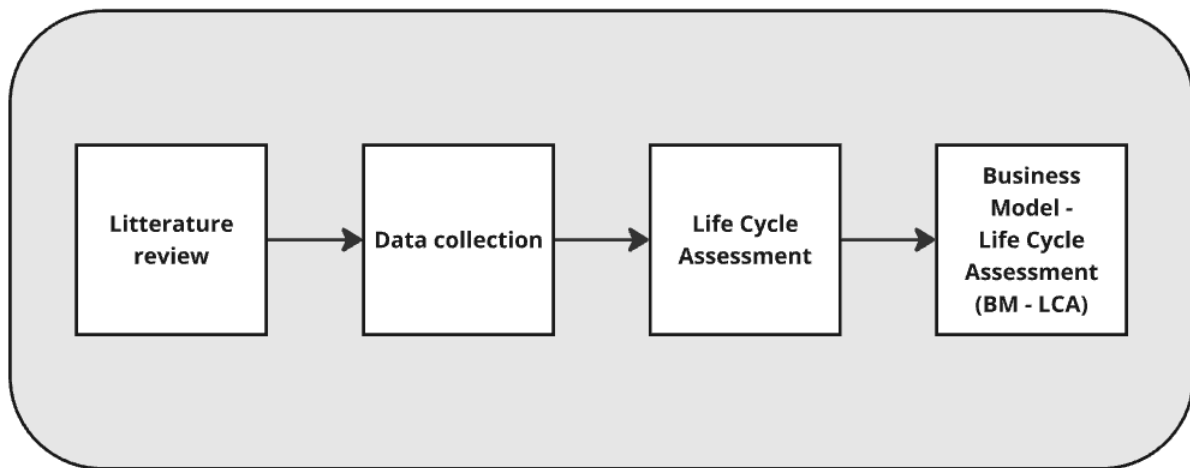 Litterature
review
Data collection
Life Cycle
Assessment
Business
Model -
Life Cycle
Assessment
(BM - LCA)